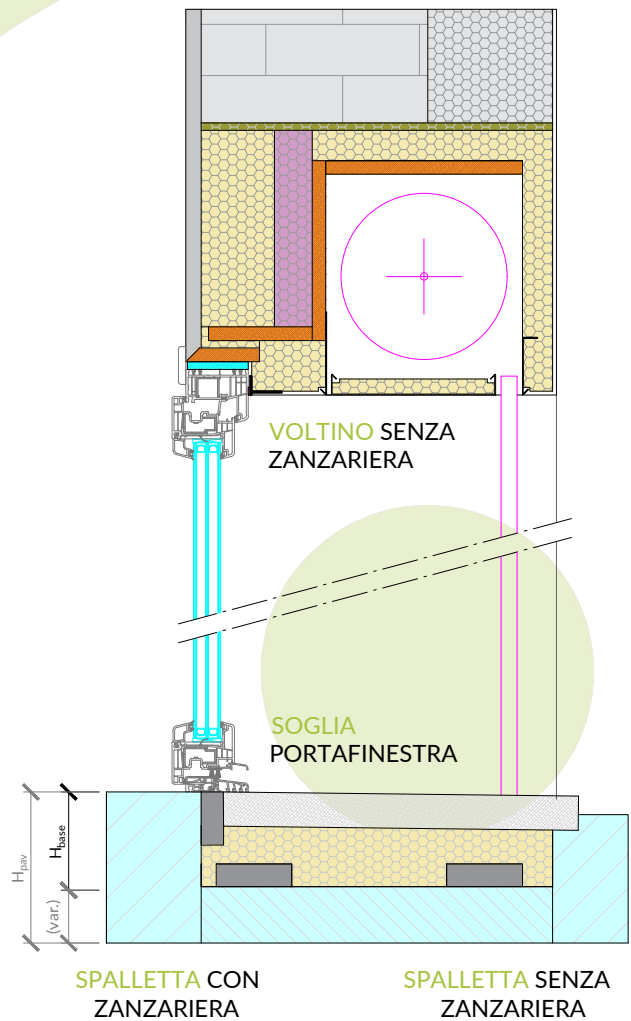 VOLTINO SENZA
ZANZARIERA
SOGLIA
PORTAFINESTRA
Hpav
Hbase
(var.)
SPALLETTA CON
ZANZARIERA
SPALLETTA SENZA
ZANZARIERA